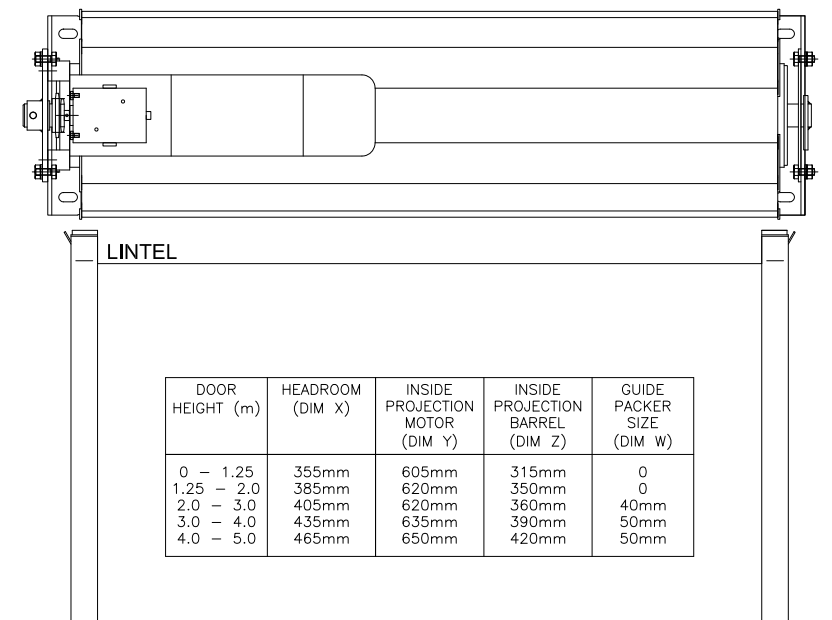 LINTEL
DOOR HEIGHT (m) HEADROOM (DIM X) INSIDE PROJECTION MOTOR (DIM Y) INSIDE PROJECTION BARREL (DIM Z) GUIDE PACKER SIZE (DIM W)
0 – 1.25 355mm 605mm 315mm 0
1.25 – 2.0 385mm 620mm 350mm 0
2.0 – 3.0 405mm 620mm 360mm 40mm
3.0 – 4.0 435mm 635mm 390mm 50mm
4.0 – 5.0 465mm 650mm 420mm 50mm